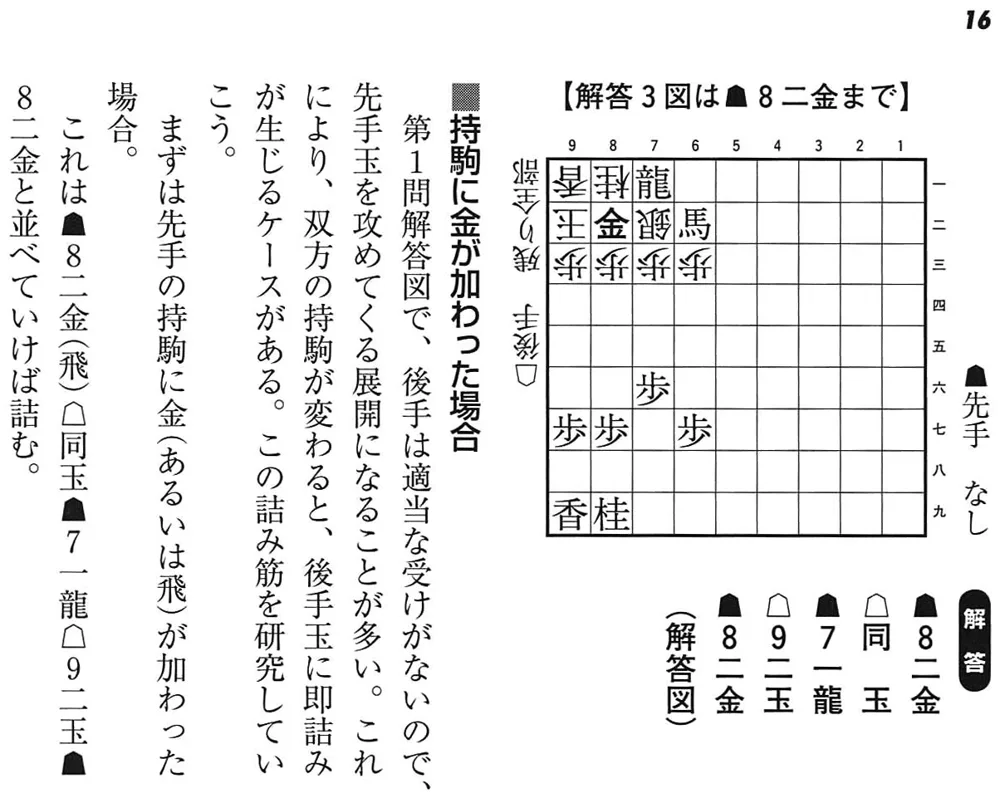 16
【解答3図は☗8二金まで】
9 8 7 6 5 4 3 2 1
香 桂 龍 一
王 金 銀 馬 二
歩 歩 歩 歩 三
四
五
歩 六
歩 歩 歩 七
八
香 桂 九
☗先手 なし
☖後手 残り全部
解答
☗8二金
☖同 玉
☗7一龍
☖9二玉
☗8二金
(解答図)
■持駒に金が加わった場合
第1問解答図で、後手は適当な受けがないので、
先手玉を攻めてくる展開になることが多い。これ
により、双方の持駒が変わると、後手玉に即詰み
が生じるケースがある。この詰み筋を研究してい
こう。
まずは先手の持駒に金(あるいは飛)が加わった
場合。
これは☗8二金(飛)☖同玉☗7一龍☖9二玉☗
8二金と並べていけば詰む。